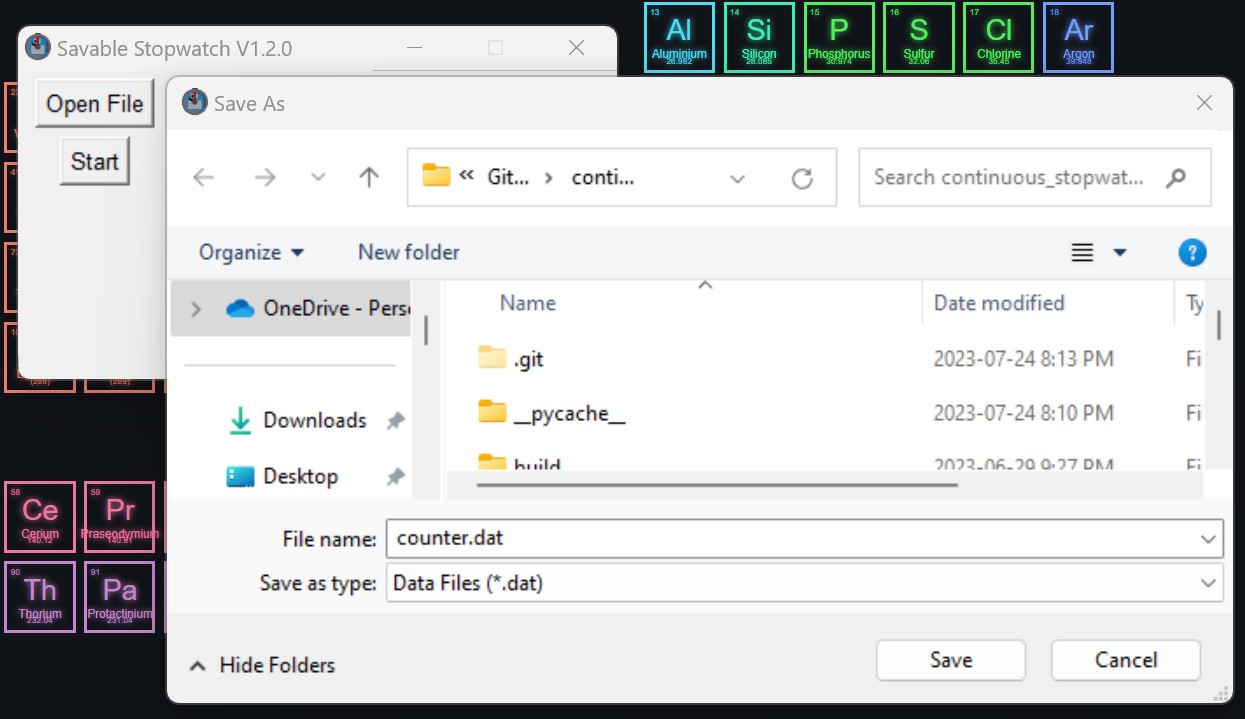 Savable Stopwatch V1.2.0
Open File
Start
13 14 15 16 17 18
Al Si P S Cl Ar
Aluminium Silicon Phosphorus Sulfur Chlorine Argon
26.982 28.085 30.974 32.06 35.45 39.948
Save As
Git... conti...
Search continuous_stopwat...
Organize New folder
?
OneDrive - Pers
Downloads
Desktop
Name Date modified Ty
.git 2023-07-24 8:13 PM Fi
__pycache__ 2023-07-24 8:10 PM Fi
build 2023-06-29 9:27 PM Fi
File name: counter.dat
Save as type: Data Files (*.dat)
Hide Folders
Save Cancel
(268) (269)
58 59
Ce Pr
Cerium Praseodymium
140.12 140.91
90 91
Th Pa
Thorium Protactinium
232.04 231.04